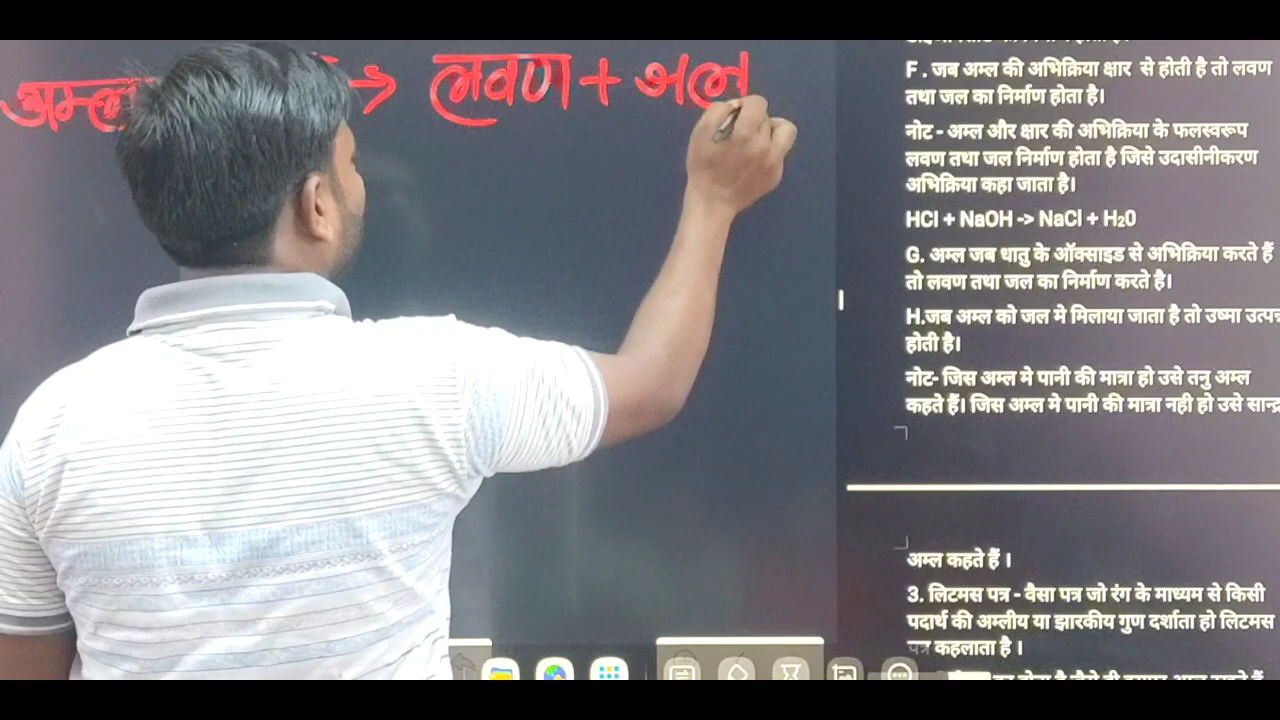 अम्ल → लवण + जल
F . जब अम्ल की अभिक्रिया क्षार से होती है तो लवण
तथा जल का निर्माण होता है।
नोट - अम्ल और क्षार की अभिक्रिया के फलस्वरूप
लवण तथा जल निर्माण होता है जिसे उदासीनीकरण
अभिक्रिया कहा जाता है।
HCl + NaOH -> NaCl + H₂0
G. अम्ल जब धातु के ऑक्साइड से अभिक्रिया करते हैं
तो लवण तथा जल का निर्माण करते है।
H.जब अम्ल को जल मे मिलाया जाता है तो उष्मा उत्पन्न
होती है।
नोट- जिस अम्ल मे पानी की मात्रा हो उसे तनु अम्ल
कहते हैं। जिस अम्ल मे पानी की मात्रा नही हो उसे सान्द्र
अम्ल कहते हैं ।
3. लिटमस पत्र - वैसा पत्र जो रंग के माध्यम से किसी
पदार्थ की अम्लीय या झारकीय गुण दर्शाता हो लिटमस
पत्र कहलाता है ।